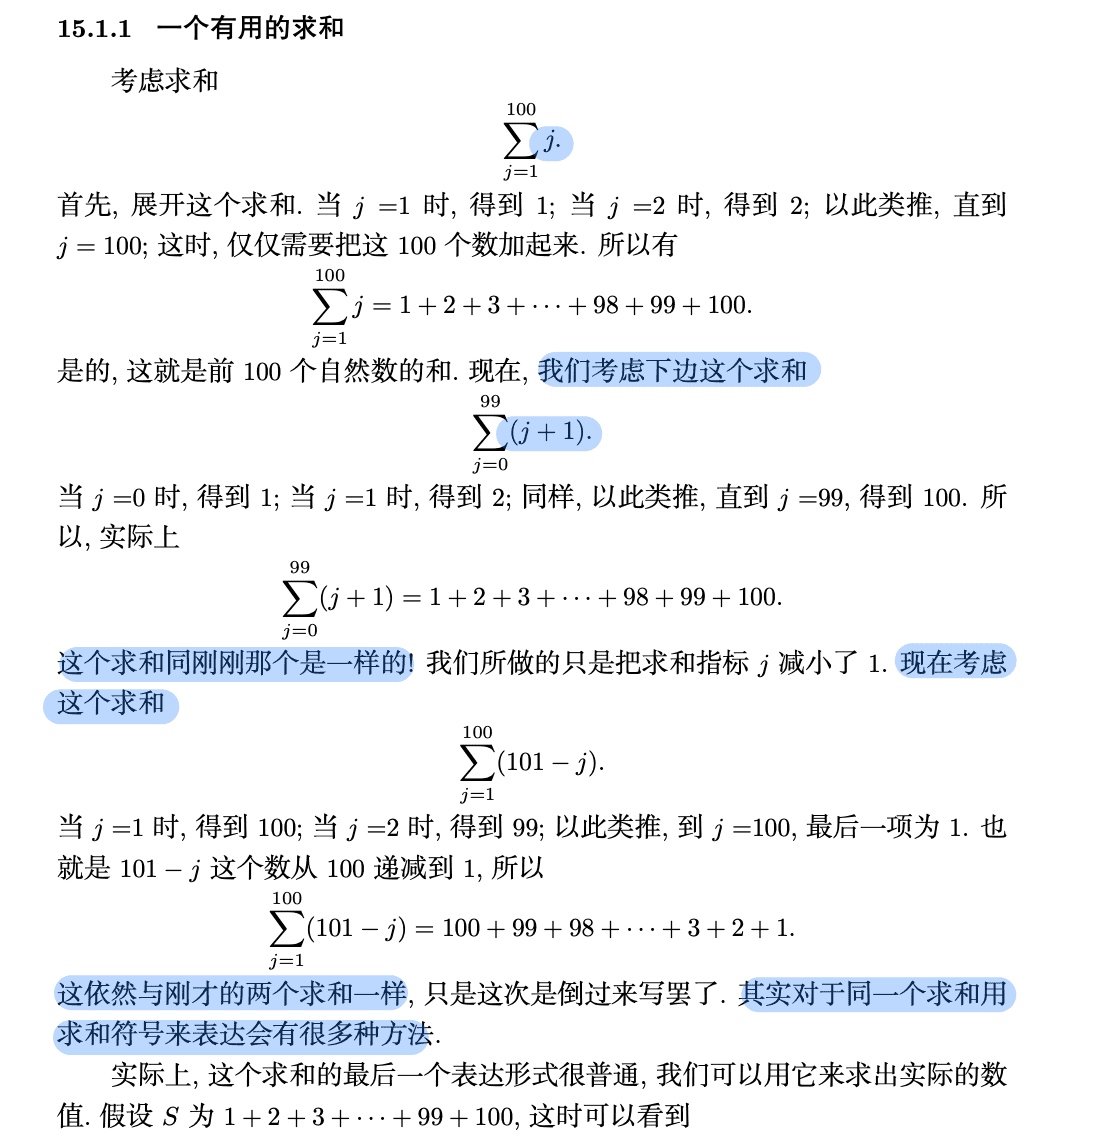 15.1.1 一个有用的求和
考虑求和
100
∑ j.
j=1
首先, 展开这个求和. 当 j =1 时, 得到 1; 当 j =2 时, 得到 2; 以此类推, 直到
j = 100; 这时, 仅仅需要把这 100 个数加起来. 所以有
100
∑ j = 1 + 2 + 3 + ··· + 98 + 99 + 100.
j=1
是的, 这就是前 100 个自然数的和. 现在, 我们考虑下边这个求和
99
∑ (j + 1).
j=0
当 j =0 时, 得到 1; 当 j =1 时, 得到 2; 同样, 以此类推, 直到 j =99, 得到 100. 所
以, 实际上
99
∑ (j + 1) = 1 + 2 + 3 + ··· + 98 + 99 + 100.
j=0
这个求和同刚刚那个是一样的! 我们所做的只是把求和指标 j 减小了 1. 现在考虑
这个求和
100
∑ (101 − j).
j=1
当 j =1 时, 得到 100; 当 j =2 时, 得到 99; 以此类推, 到 j =100, 最后一项为 1. 也
就是 101 − j 这个数从 100 递减到 1, 所以
100
∑ (101 − j) = 100 + 99 + 98 + ··· + 3 + 2 + 1.
j=1
这依然与刚才的两个求和一样, 只是这次是倒过来写罢了. 其实对于同一个求和用
求和符号来表达会有很多种方法.
实际上, 这个求和的最后一个表达形式很普通, 我们可以用它来求出实际的数
值. 假设 S 为 1 + 2 + 3 + ··· + 99 + 100, 这时可以看到